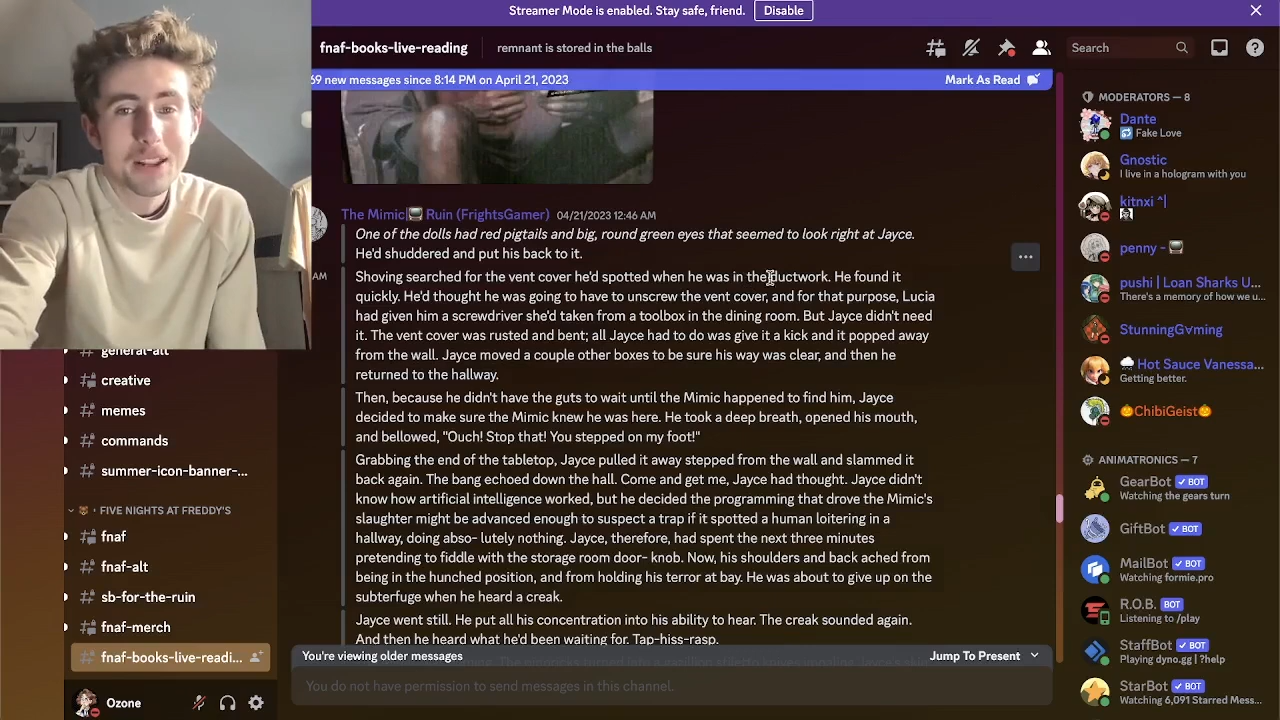 Streamer Mode is enabled. Stay safe, friend.
Disable
fnaf-books-live-reading
remnant is stored in the balls
Search
69 new messages since 8:14 PM on April 21, 2023
Mark As Read
The Mimic Ruin (FrightsGamer) 04/21/2023 12:46 AM
One of the dolls had red pigtails and big, round green eyes that seemed to look right at Jayce.
He'd shuddered and put his back to it.
AM
Shoving searched for the vent cover he'd spotted when he was in the ductwork. He found it
quickly. He'd thought he was going to have to unscrew the vent cover, and for that purpose, Lucia
had given him a screwdriver she'd taken from a toolbox in the dining room. But Jayce didn't need
it. The vent cover was rusted and bent; all Jayce had to do was give it a kick and it popped away
from the wall. Jayce moved a couple other boxes to be sure his way was clear, and then he
returned to the hallway.
Then, because he didn't have the guts to wait until the Mimic happened to find him, Jayce
decided to make sure the Mimic knew he was here. He took a deep breath, opened his mouth,
and bellowed, "Ouch! Stop that! You stepped on my foot!"
Grabbing the end of the tabletop, Jayce pulled it away stepped from the wall and slammed it
back again. The bang echoed down the hall. Come and get me, Jayce had thought. Jayce didn't
know how artificial intelligence worked, but he decided the programming that drove the Mimic's
slaughter might be advanced enough to suspect a trap if it spotted a human loitering in a
hallway, doing abso- lutely nothing. Jayce, therefore, had spent the next three minutes
pretending to fiddle with the storage room door- knob. Now, his shoulders and back ached from
being in the hunched position, and from holding his terror at bay. He was about to give up on the
subterfuge when he heard a creak.
Jayce went still. He put all his concentration into his ability to hear. The creak sounded again.
And then he heard what he'd been waiting for. Tap-hiss-rasp.
You're viewing older messages
Jump To Present
You do not have permission to send messages in this channel.
general-alt
creative
memes
commands
summer-icon-banner-...
FIVE NIGHTS AT FREDDY'S
fnaf
fnaf-alt
sb-for-the-ruin
fnaf-merch
fnaf-books-live-readi...
Ozone
MODERATORS — 8
Dante
Fake Love
Gnostic
I live in a hologram with you
kitnxi ^|
penny -
pushi | Loan Sharks U...
There's a memory of how we u...
StunningG∀ming
Hot Sauce Vanessa...
Getting better.
ChibiGeist
ANIMATRONICS — 7
GearBot BOT
Watching the gears turn
GiftBot BOT
MailBot BOT
Watching formie.pro
R.O.B. BOT
Listening to /play
StaffBot BOT
Playing dyno.gg | ?help
StarBot BOT
Watching 6,091 Starred Mess...